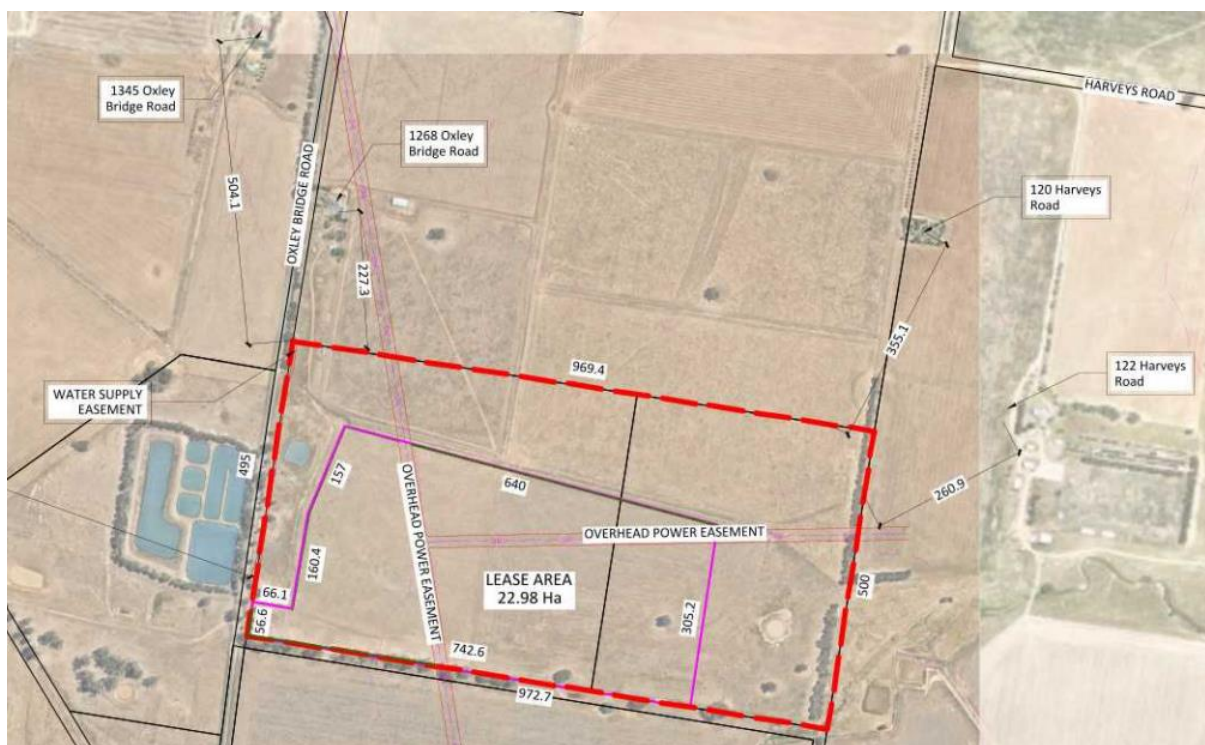 1345 Oxley
Bridge Road
1268 Oxley
Bridge Road
HARVEYS ROAD
OXLEY BRIDGE ROAD
504.1
120 Harveys
Road
227.3
355.1
969.4
122 Harveys
Road
WATER SUPPLY
EASEMENT
495
157
640
OVERHEAD POWER EASEMENT
260.9
OVERHEAD POWER EASEMENT
160.4
LEASE AREA
22.98 Ha
500
66.1
305.2
56.6
742.6
972.7